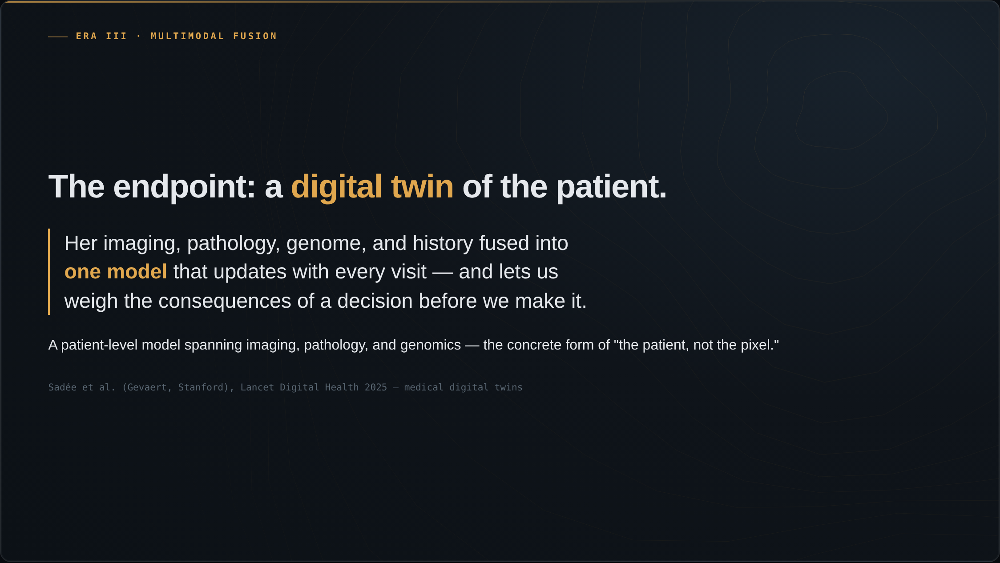 ERA III · MULTIMODAL FUSION
The endpoint: a digital twin of the patient.
Her imaging, pathology, genome, and history fused into
one model that updates with every visit — and lets us
weigh the consequences of a decision before we make it.
A patient-level model spanning imaging, pathology, and genomics — the concrete form of "the patient, not the pixel."
Sadée et al. (Gevaert, Stanford), Lancet Digital Health 2025 — medical digital twins